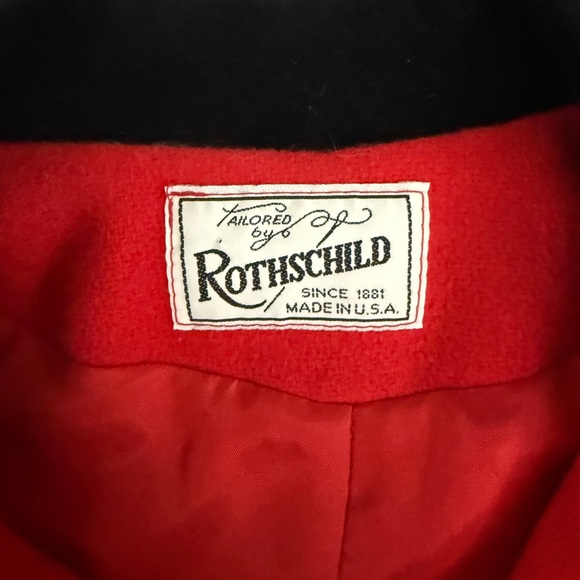 TAILORED
by
ROTHSCHILD
SINCE 1881
MADE IN U.S.A.